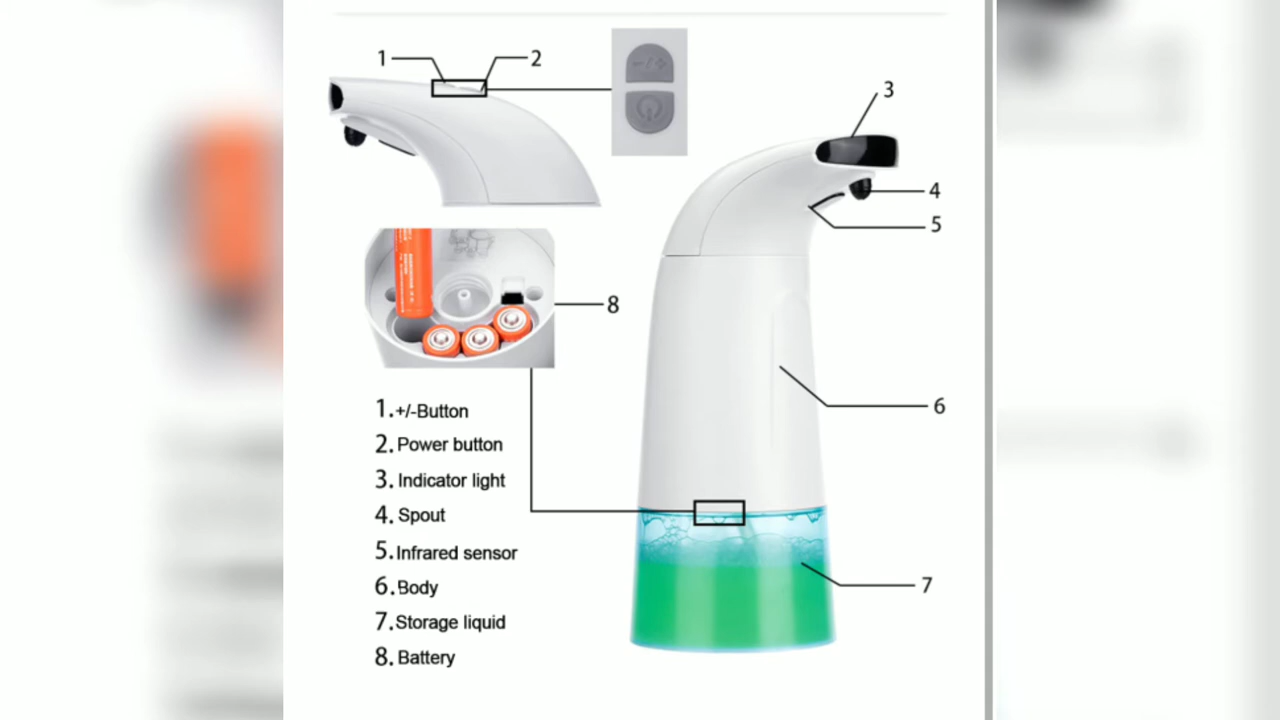 1
2
-/+
3
4
5
8
6
7
1.+/-Button
2.Power button
3.Indicator light
4.Spout
5.Infrared sensor
6.Body
7.Storage liquid
8.Battery